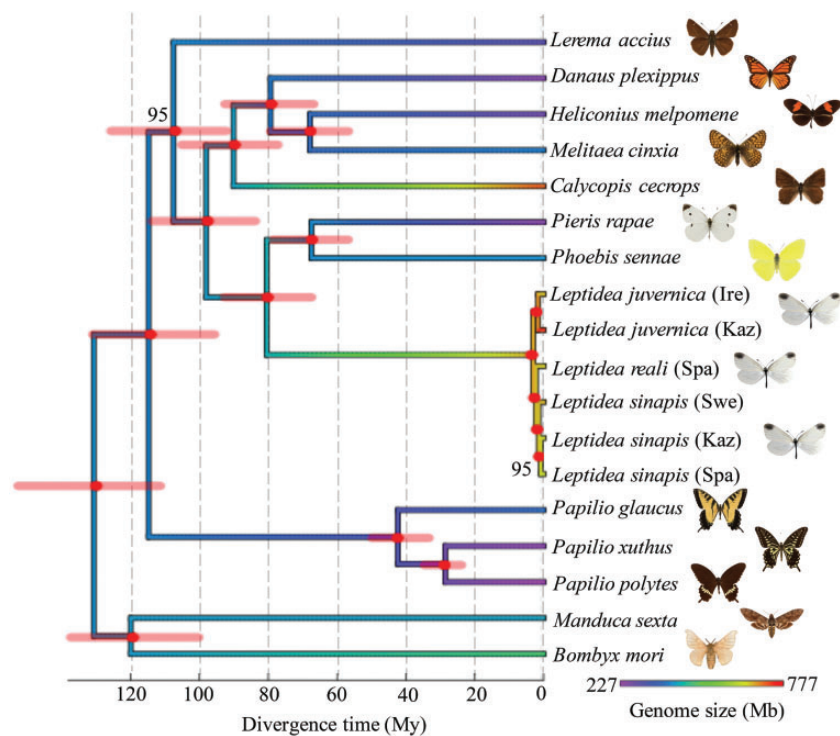 Lerema accius
Danaus plexippus
95
Heliconius melpomene
Melitaea cinxia
Calycopis cecrops
Pieris rapae
Phoebis sennae
Leptidea juvernica (Ire)
Leptidea juvernica (Kaz)
Leptidea reali (Spa)
Leptidea sinapis (Swe)
Leptidea sinapis (Kaz)
95
Leptidea sinapis (Spa)
Papilio glaucus
Papilio xuthus
Papilio polytes
Manduca sexta
Bombyx mori
120 100 80 60 40 20 0
Divergence time (My)
227 777
Genome size (Mb)